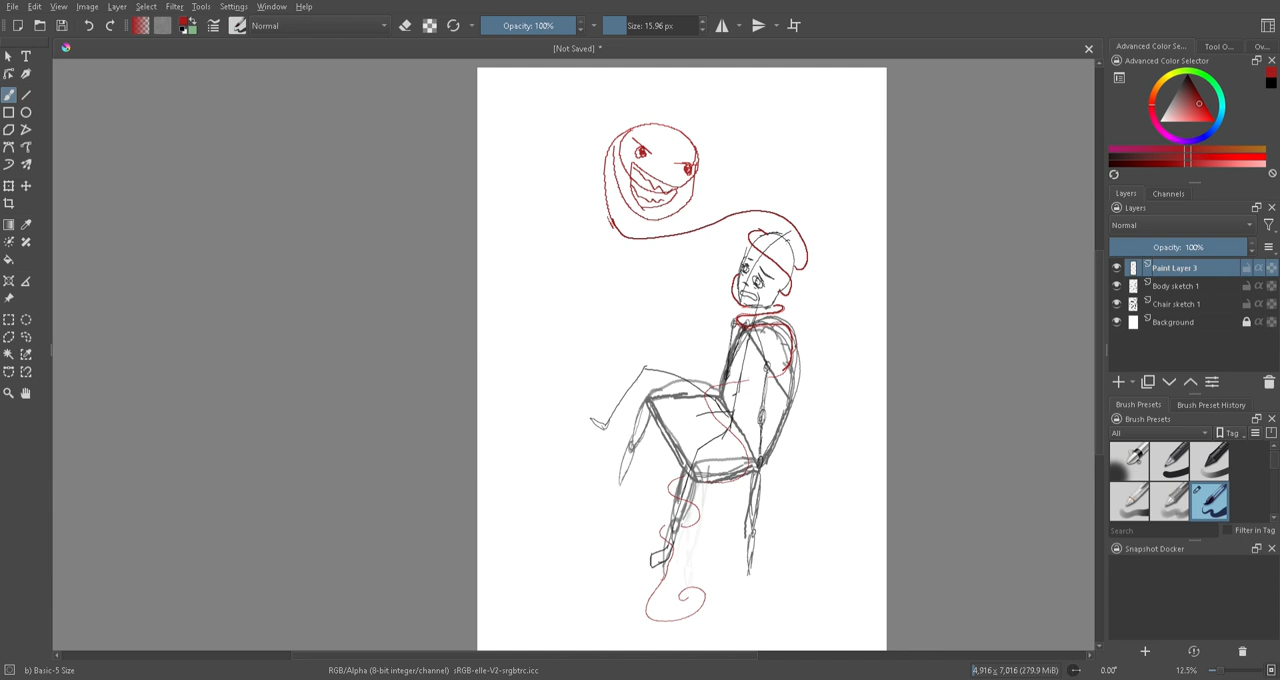 File Edit View Image Layer Select Filter Tools Settings Window Help
Normal Opacity: 100% Size: 15.96 px
[Not Saved] *
Advanced Color Se... Tool O... Ov...
Advanced Color Selector
Layers Channels
Layers
Normal
Opacity: 100%
Paint Layer 3
Body sketch 1
Chair sketch 1
Background
Brush Presets Brush Preset History
Brush Presets
All Tag
Search Filter in Tag
Snapshot Docker
b) Basic-5 Size RGB/Alpha (8-bit integer/channel) sRGB-elle-V2-srgbtrc.icc 4,916 x 7,016 (279.9 MiB) 0.00° 12.5%